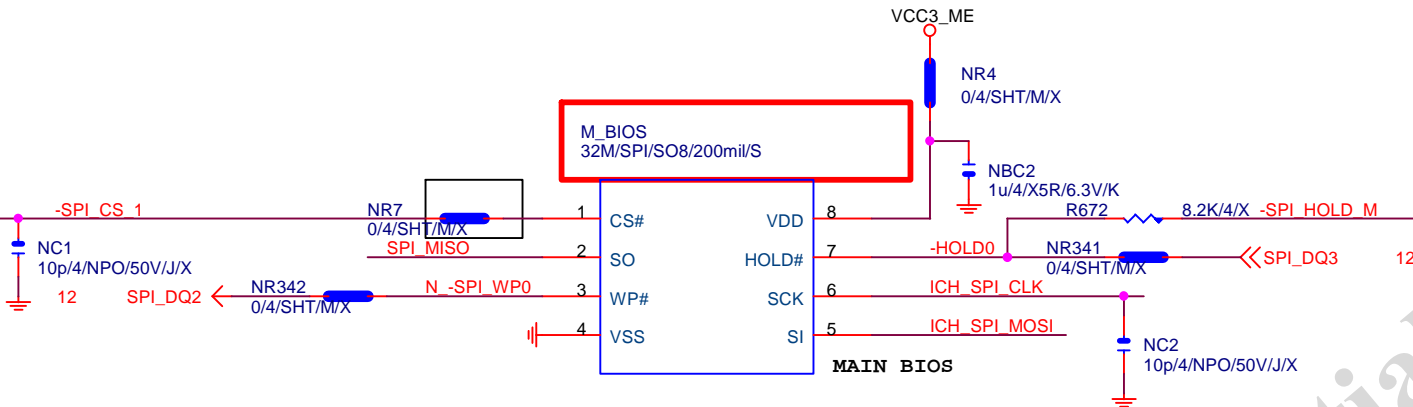 VCC3_ME
NR4
0/4/SHT/M/X
M_BIOS
32M/SPI/SO8/200mil/S
NBC2
1u/4/X5R/6.3V/K
-SPI_CS_1
NR7
0/4/SHT/M/X
1
CS#
VDD
8
R672
8.2K/4/X
-SPI_HOLD_M
NC1
10p/4/NPO/50V/J/X
SPI_MISO
2
SO
HOLD#
7
-HOLD0
NR341
0/4/SHT/M/X
SPI_DQ3
12
12
SPI_DQ2
NR342
0/4/SHT/M/X
N_-SPI_WP0
3
WP#
SCK
6
ICH_SPI_CLK
4
VSS
SI
5
ICH_SPI_MOSI
NC2
10p/4/NPO/50V/J/X
MAIN BIOS